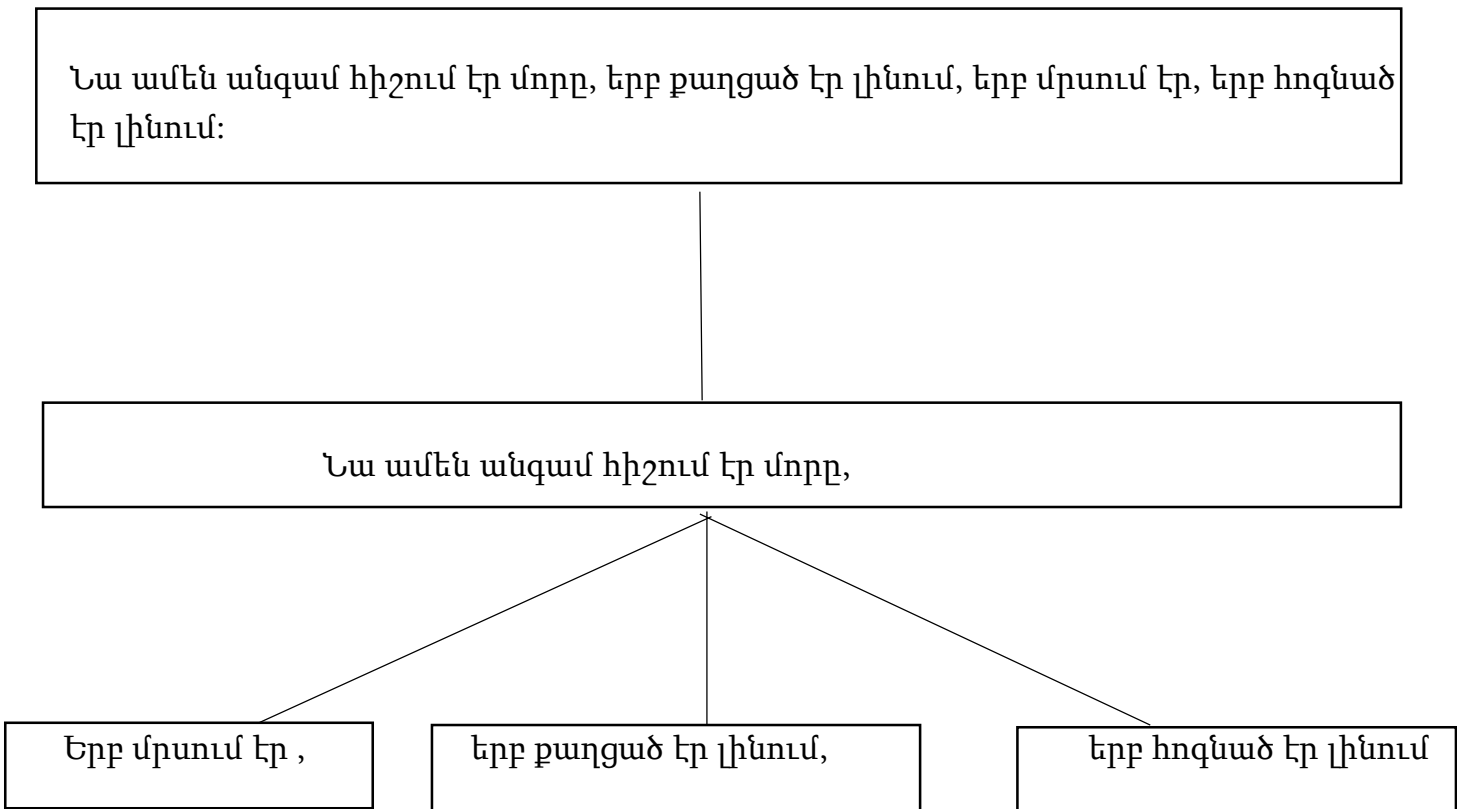 Նա ամեն անգամ հիշում էր մորը, երբ քաղցած էր լինում, երբ մրսում էր, երբ հոգնած
էր լինում:
Նա ամեն անգամ հիշում էր մորը,
Երբ մրսում էր ,
երբ քաղցած էր լինում,
երբ հոգնած էր լինում